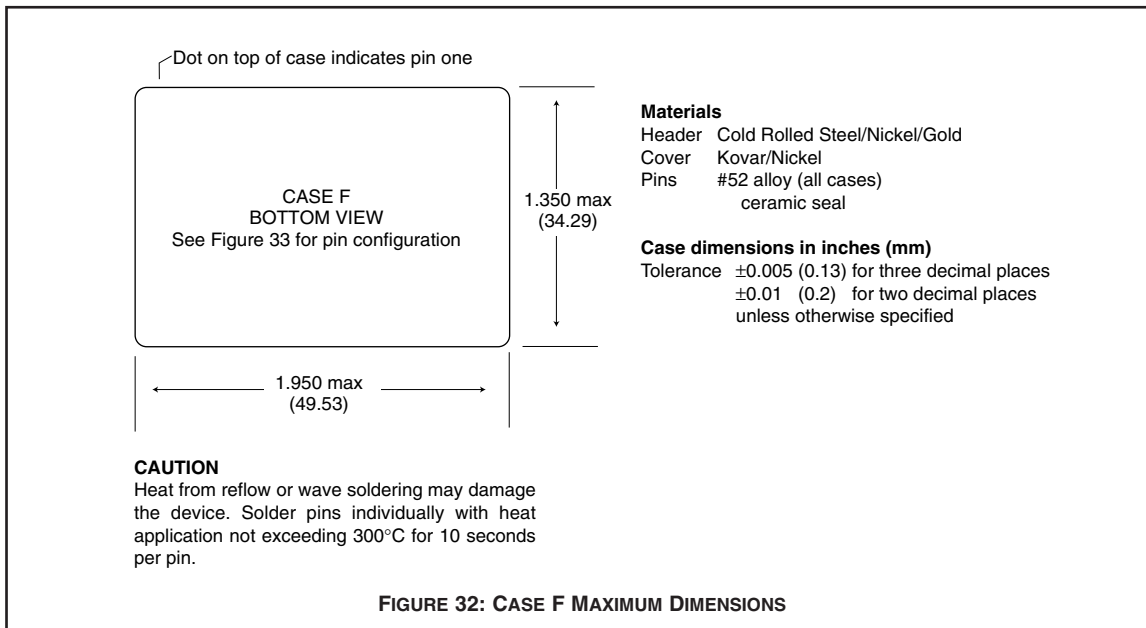 Dot on top of case indicates pin one
CASE F
BOTTOM VIEW
See Figure 33 for pin configuration
1.350 max
(34.29)
1.950 max
(49.53)
Materials
Header Cold Rolled Steel/Nickel/Gold
Cover Kovar/Nickel
Pins #52 alloy (all cases)
ceramic seal
Case dimensions in inches (mm)
Tolerance ±0.005 (0.13) for three decimal places
±0.01 (0.2) for two decimal places
unless otherwise specified
CAUTION
Heat from reflow or wave soldering may damage
the device. Solder pins individually with heat
application not exceeding 300°C for 10 seconds
per pin.
FIGURE 32: CASE F MAXIMUM DIMENSIONS